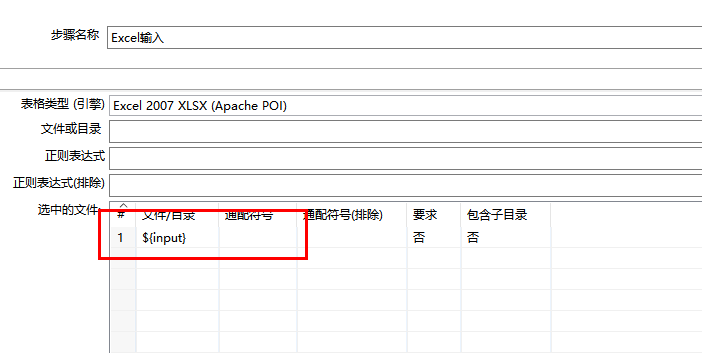 步骤名称 Excel输入
表格类型 (引擎) Excel 2007 XLSX (Apache POI)
文件或目录
正则表达式
正则表达式(排除)
选中的文件:
# 文件/目录 通配符号 通配符号(排除) 要求 包含子目录
1 ${input} 否 否